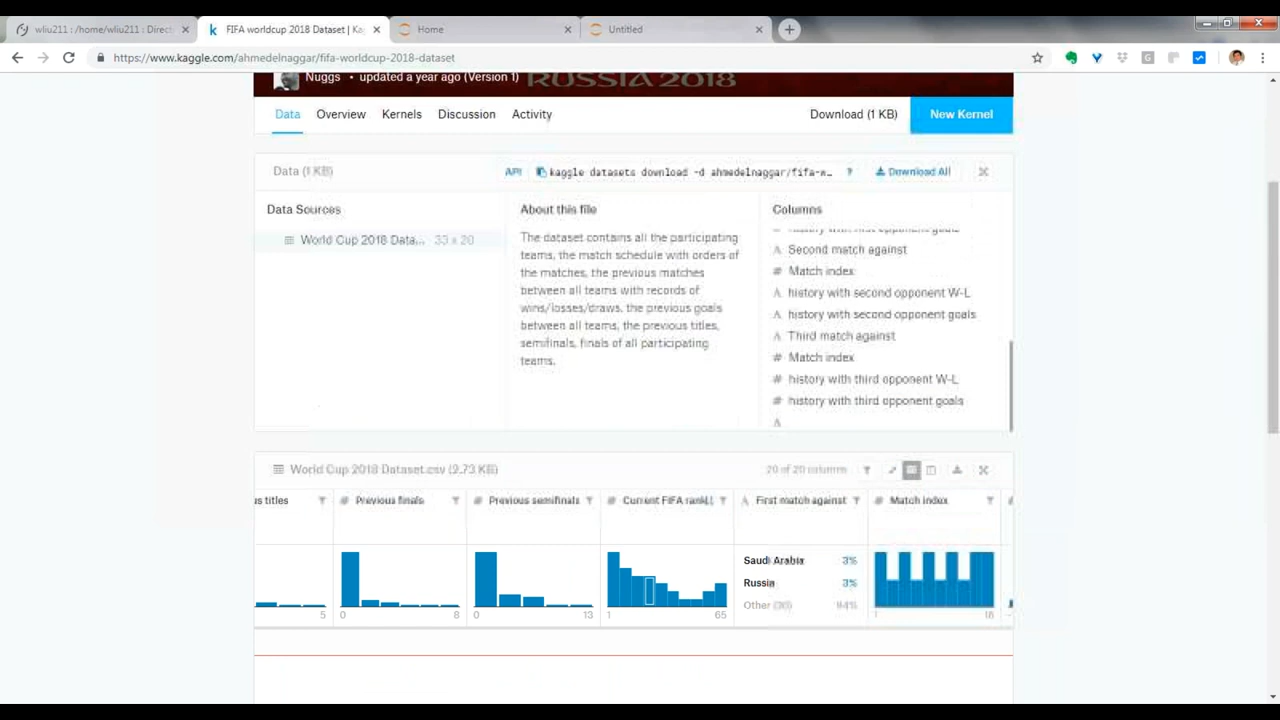 wliu211 : /home/wliu211 : Direct
FIFA worldcup 2018 Dataset | Ka
Home
Untitled
https://www.kaggle.com/ahmedelnaggar/fifa-worldcup-2018-dataset
Nuggs • updated a year ago (Version 1)
RUSSIA 2018
Data
Overview
Kernels
Discussion
Activity
Download (1 KB)
New Kernel
Data (1 KB)
API
kaggle datasets download -d ahmedelnaggar/fifa-w…
?
Download All
Data Sources
World Cup 2018 Data... 33 x 20
About this file
The dataset contains all the participating
teams, the match schedule with orders of
the matches, the previous matches
between all teams with records of
wins/losses/draws, the previous goals
between all teams, the previous titles,
semifinals, finals of all participating
teams.
Columns
# history with first opponent goals
A Second match against
# Match index
A history with second opponent W-L
A history with second opponent goals
A Third match against
# Match index
# history with third opponent W-L
# history with third opponent goals
A
World Cup 2018 Dataset.csv (2.73 KB)
20 of 20 columns
us titles
# Previous finals
# Previous semifinals
# Current FIFA rank
A First match against
# Match index
#
Saudi Arabia 3%
Russia 3%
Other (30) 94%
5
0 8
0 13
1 65
1 16